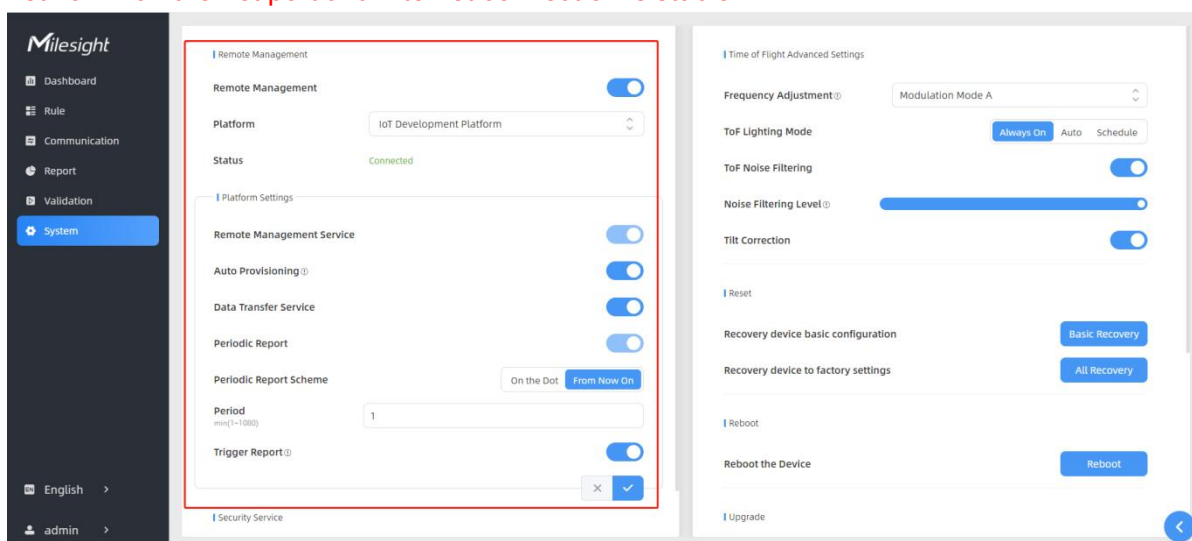 Milesight
Dashboard
Rule
Communication
Report
Validation
System
English
admin
Remote Management
Remote Management
Platform
IoT Development Platform
Status
Connected
Platform Settings
Remote Management Service
Auto Provisioning
Data Transfer Service
Periodic Report
Periodic Report Scheme
On the Dot From Now On
Period
min(1~1080)
1
Trigger Report
Security Service
Time of Flight Advanced Settings
Frequency Adjustment
Modulation Mode A
ToF Lighting Mode
Always On Auto Schedule
ToF Noise Filtering
Noise Filtering Level
Tilt Correction
Reset
Recovery device basic configuration
Basic Recovery
Recovery device to factory settings
All Recovery
Reboot
Reboot the Device
Reboot
Upgrade